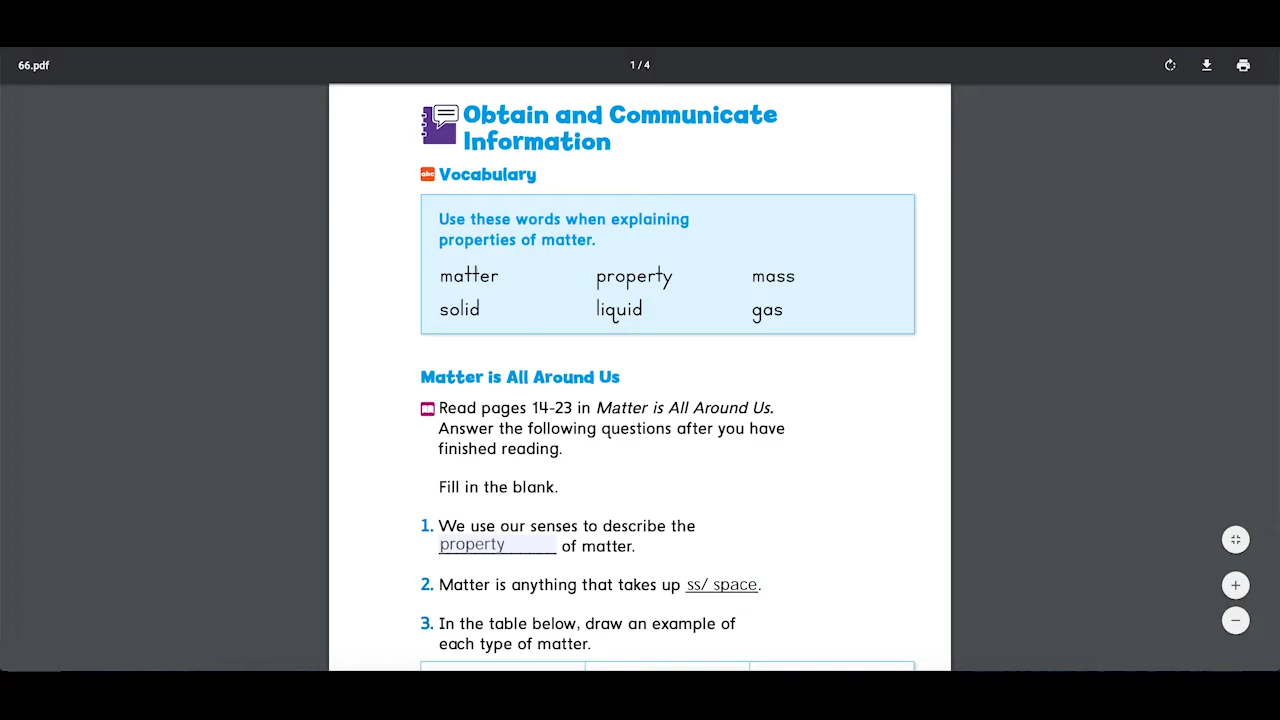 66.pdf
1 / 4
Obtain and Communicate
Information
abc Vocabulary
Use these words when explaining
properties of matter.
matter property mass
solid liquid gas
Matter is All Around Us
Read pages 14-23 in Matter is All Around Us.
Answer the following questions after you have
finished reading.
Fill in the blank.
1. We use our senses to describe the
property of matter.
2. Matter is anything that takes up ss/ space.
3. In the table below, draw an example of
each type of matter.